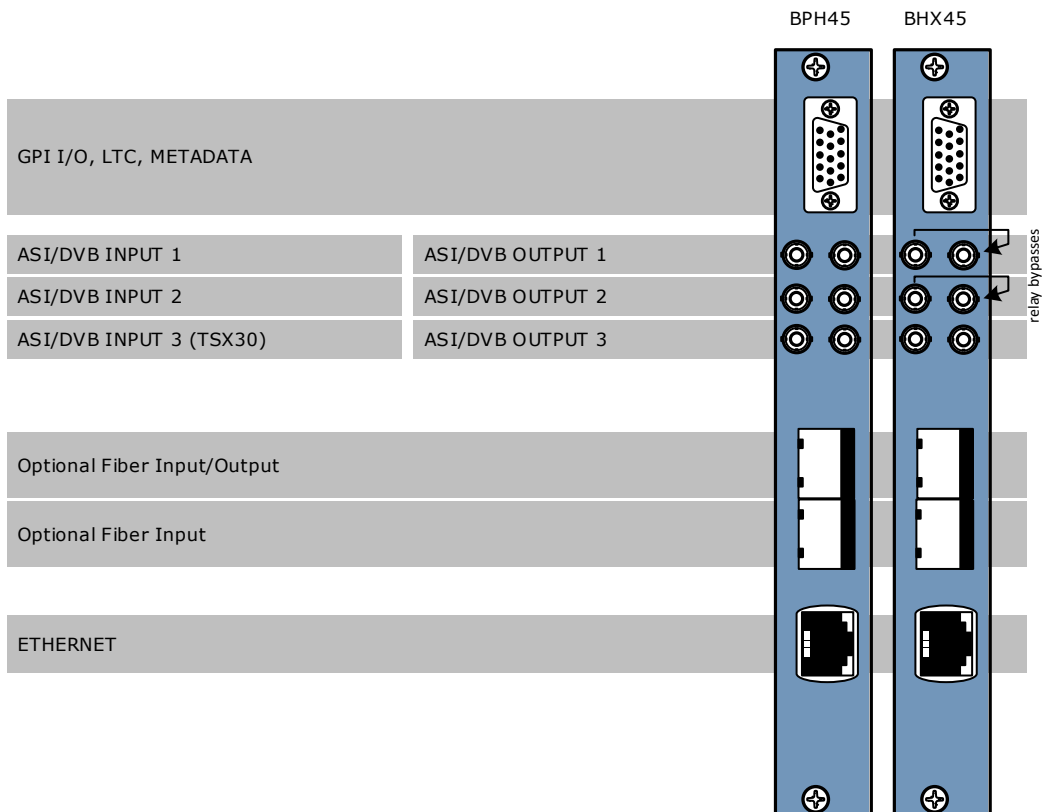 BPH45 BHX45
GPI I/O, LTC, METADATA
ASI/DVB INPUT 1 ASI/DVB OUTPUT 1
ASI/DVB INPUT 2 ASI/DVB OUTPUT 2
ASI/DVB INPUT 3 (TSX30) ASI/DVB OUTPUT 3
relay bypasses
Optional Fiber Input/Output
Optional Fiber Input
ETHERNET